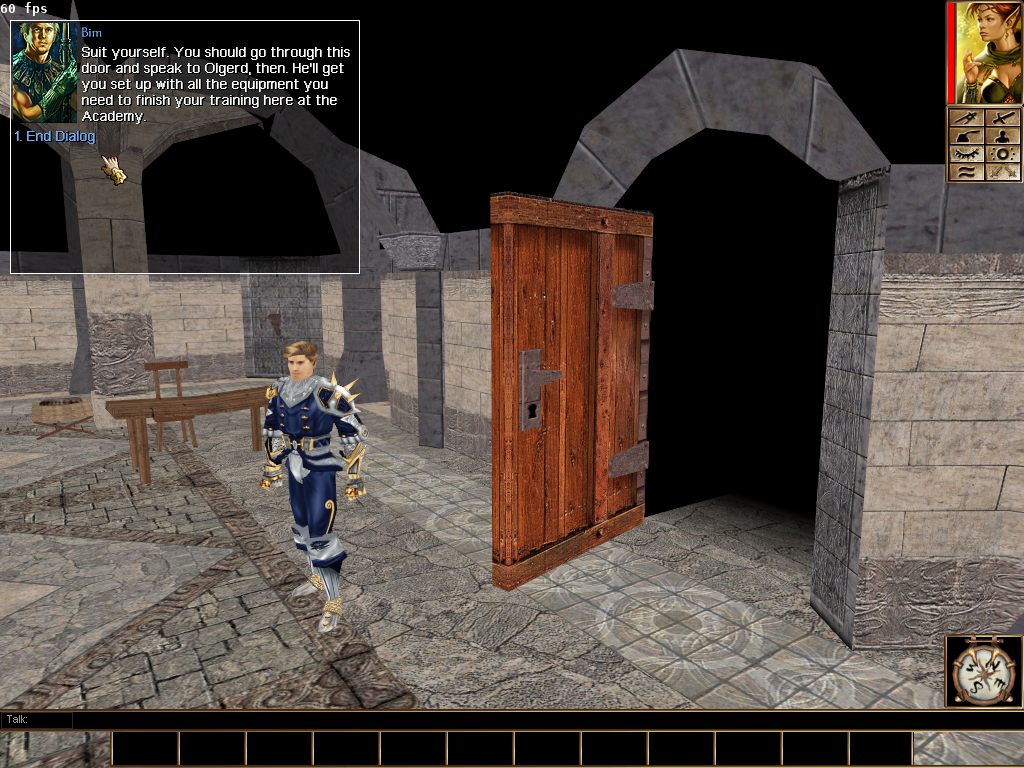 60 fps
Bim
Suit yourself. You should go through this
door and speak to Olgerd, then. He'll get
you set up with all the equipment you
need to finish your training here at the
Academy.
1. End Dialog
Talk: